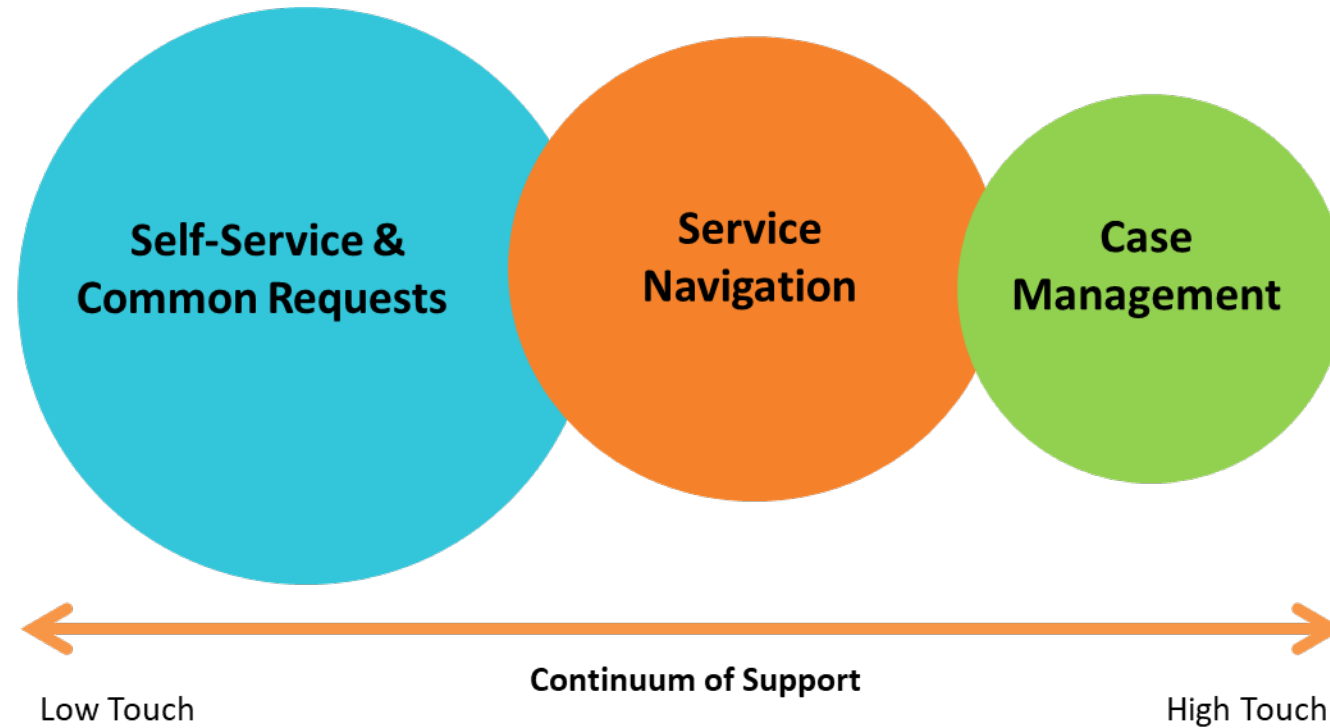 Self-Service &
Common Requests
Service
Navigation
Case
Management
Continuum of Support
Low Touch
High Touch